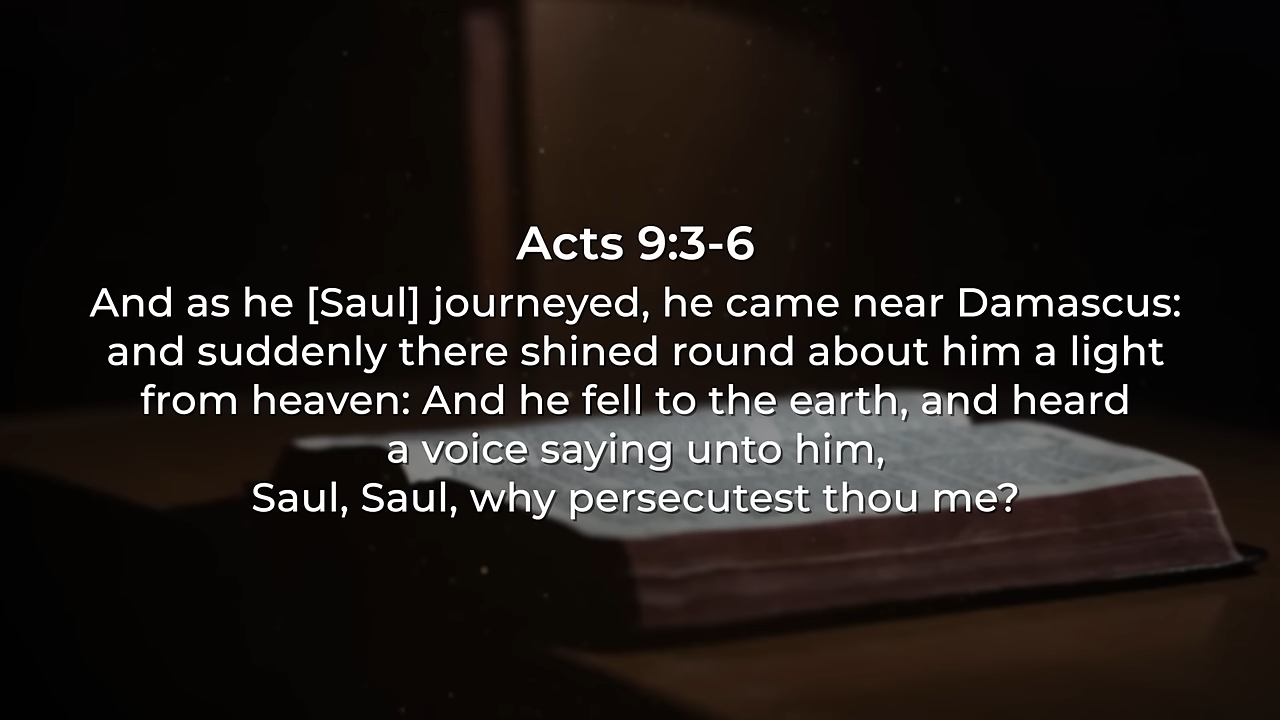 Acts 9:3-6
And as he [Saul] journeyed, he came near Damascus:
and suddenly there shined round about him a light
from heaven: And he fell to the earth, and heard
a voice saying unto him,
Saul, Saul, why persecutest thou me?